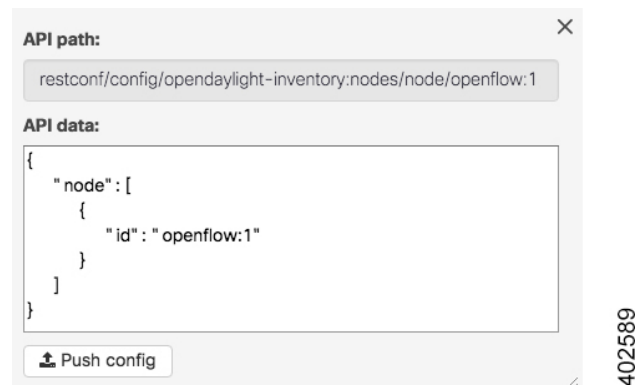 API path:
restconf/config/opendaylight-inventory:nodes/node/openflow:1
API data:
{
"node": [
{
"id": "openflow:1"
}
]
}
Push config
402589